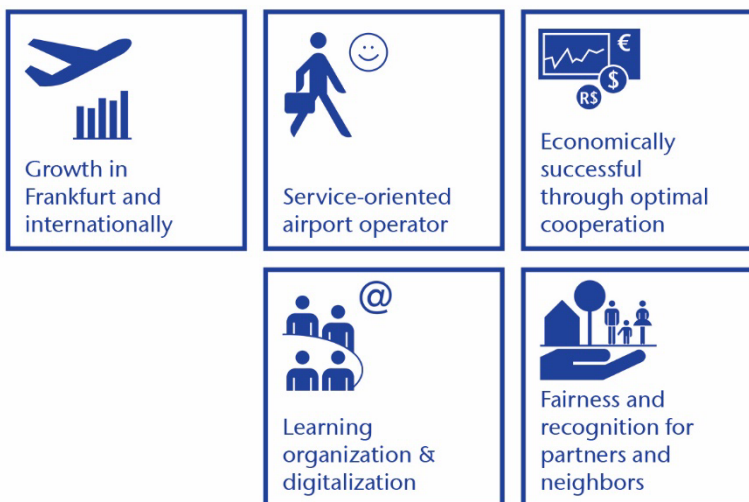 Growth in
Frankfurt and
internationally
Service-oriented
airport operator
€
$
R$
Economically
successful
through optimal
cooperation
@
Learning
organization &
digitalization
Fairness and
recognition for
partners and
neighbors